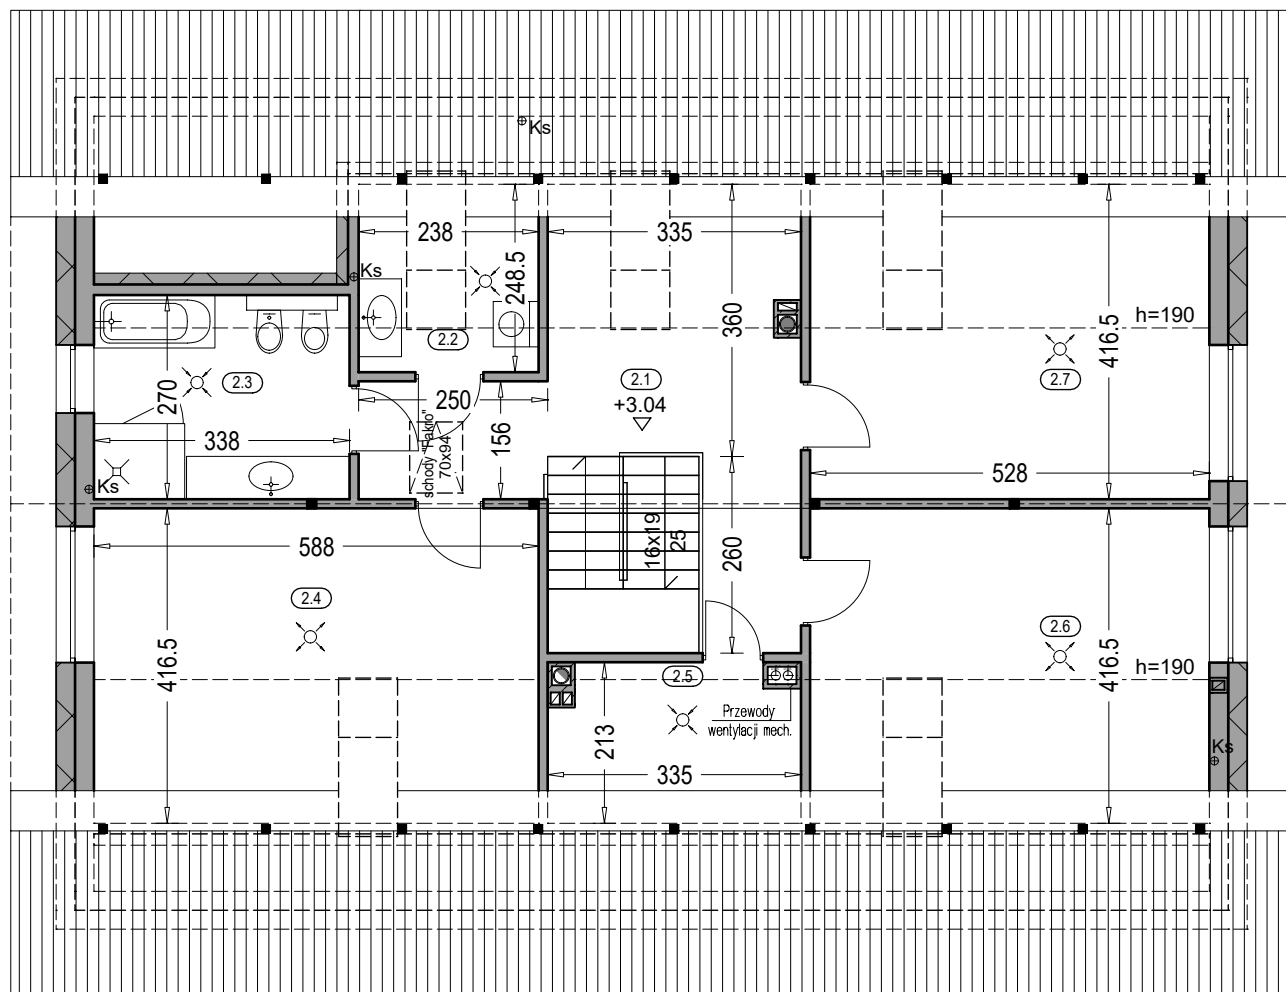 Ks
238
335
Ks
248.5
360
h=190
2.2
416.5
2.3
2.1
2.7
+3.04
270
250
schody "Fakro"
70x94
156
338
528
Ks
16x19
25
588
260
2.4
2.6
416.5
416.5
h=190
2.5
Przewody
wentylacji mech.
213
335
Ks